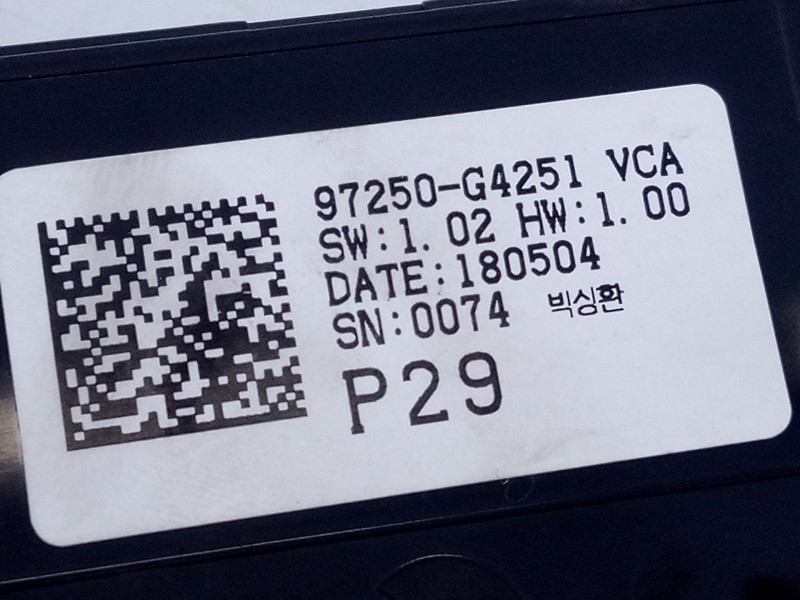 97250-G4251 VCA
SW:1. 02 HW:1. 00
DATE:180504
SN:0074 빅싱환
P29